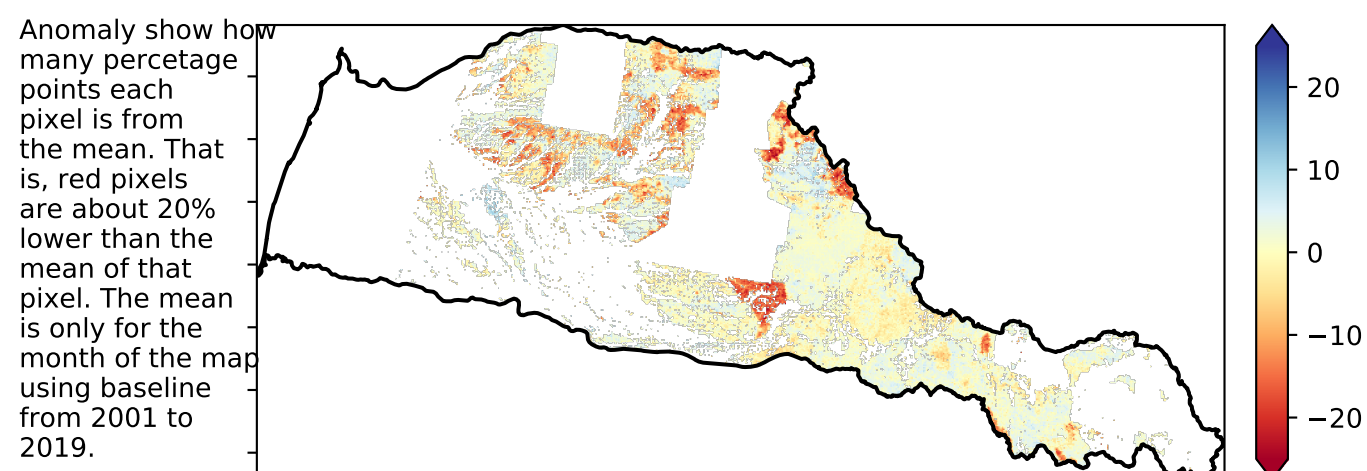 Anomaly show how
many percetage
points each
pixel is from
the mean. That
is, red pixels
are about 20%
lower than the
mean of that
pixel. The mean
is only for the
month of the map
using baseline
from 2001 to
2019.
20
10
0
−10
−20